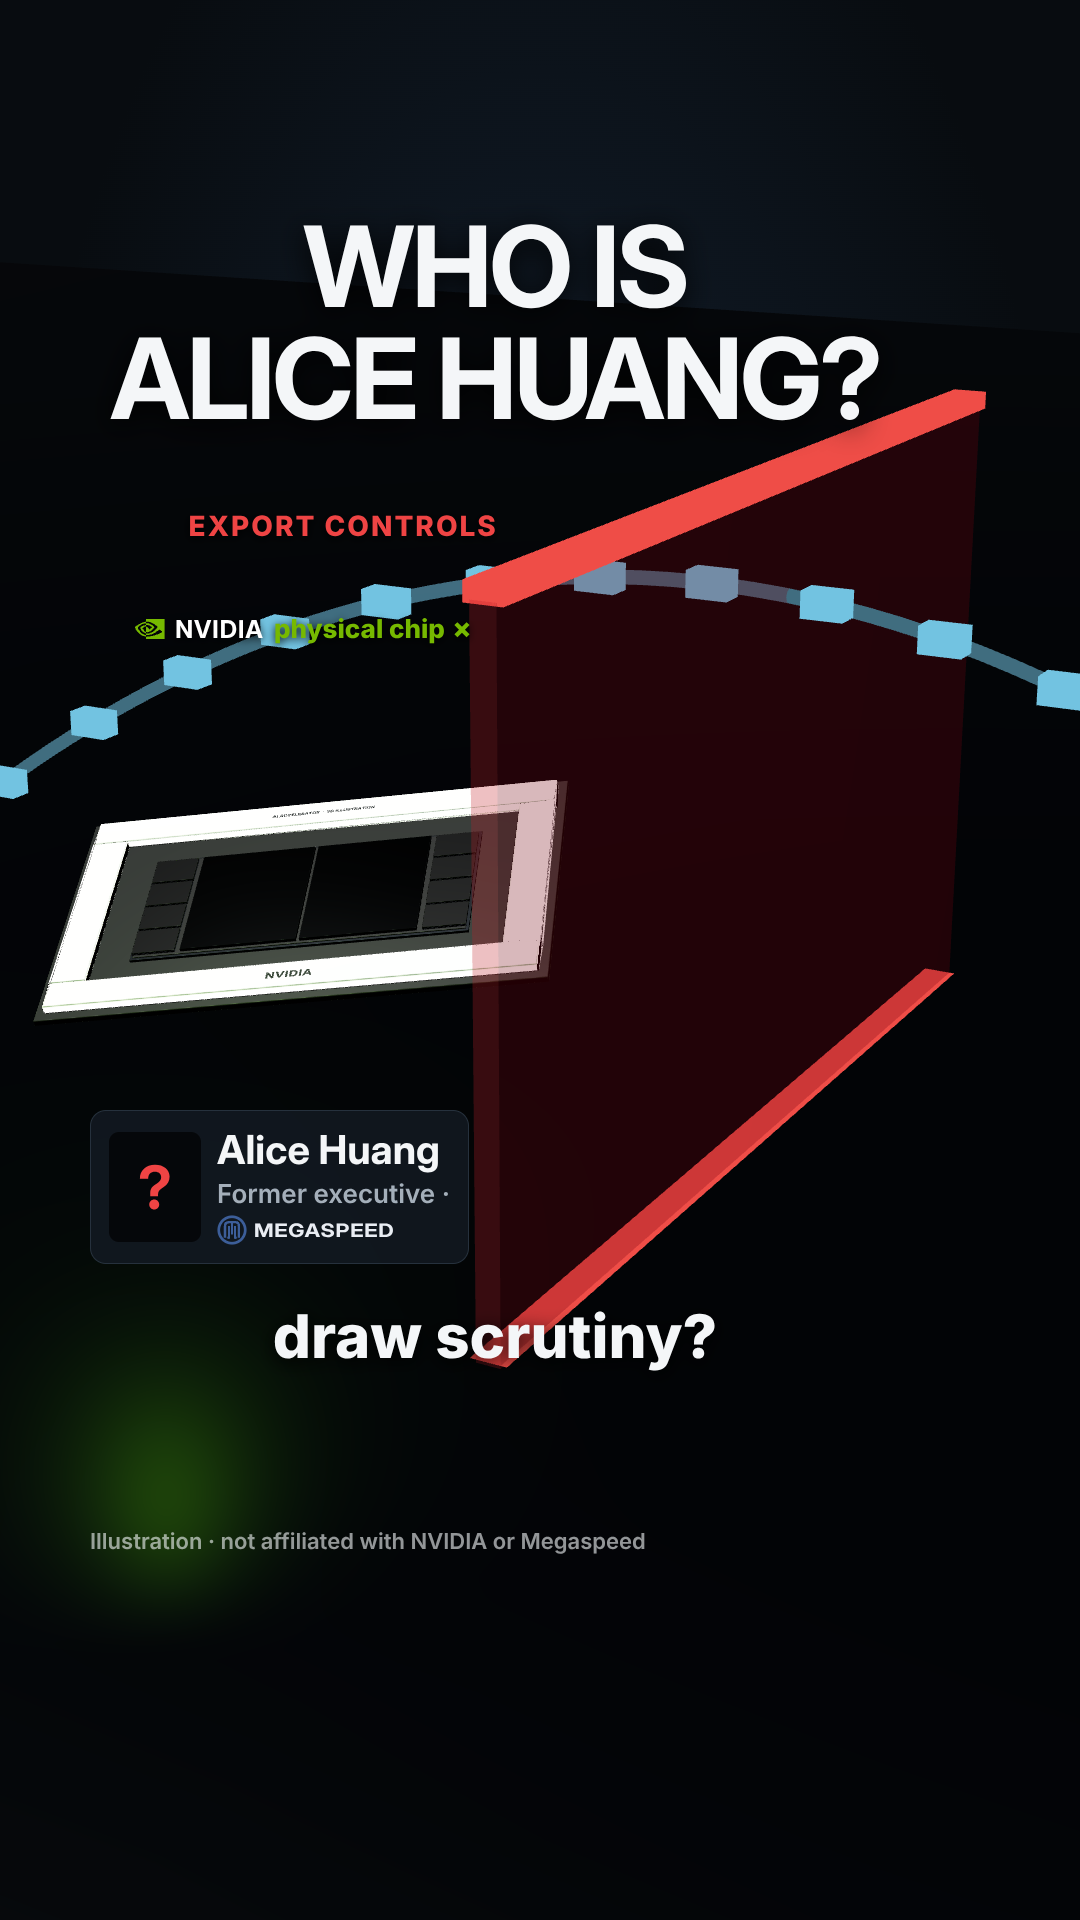 WHO IS
ALICE HUANG?
EXPORT CONTROLS
NVIDIA physical chip ×
NVIDIA
Alice Huang
?
Former executive ·
MEGASPEED
draw scrutiny?
Illustration · not affiliated with NVIDIA or Megaspeed